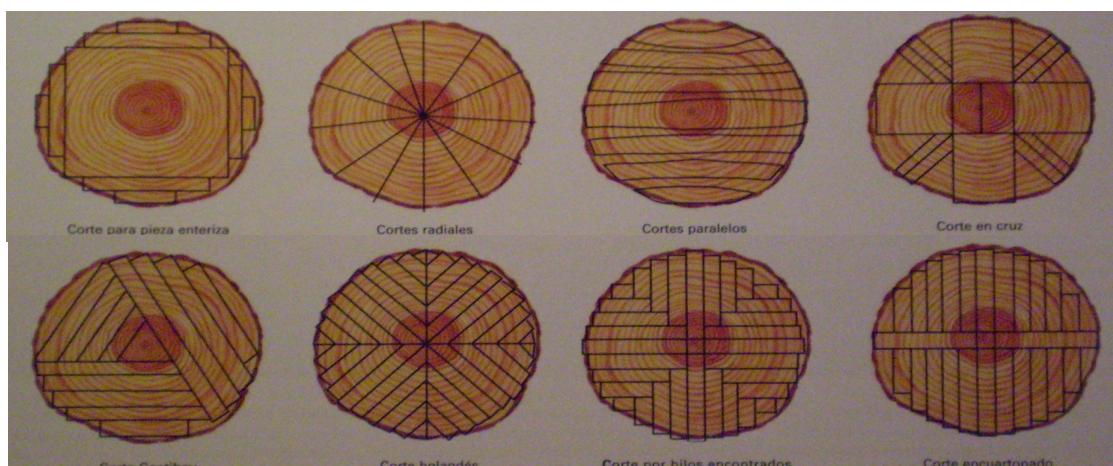 Corte para pieza enteriza
Cortes radiales
Cortes paralelos
Corte en cruz
Corte holandés
Corte por hilos encontrados
Corte encuartonado